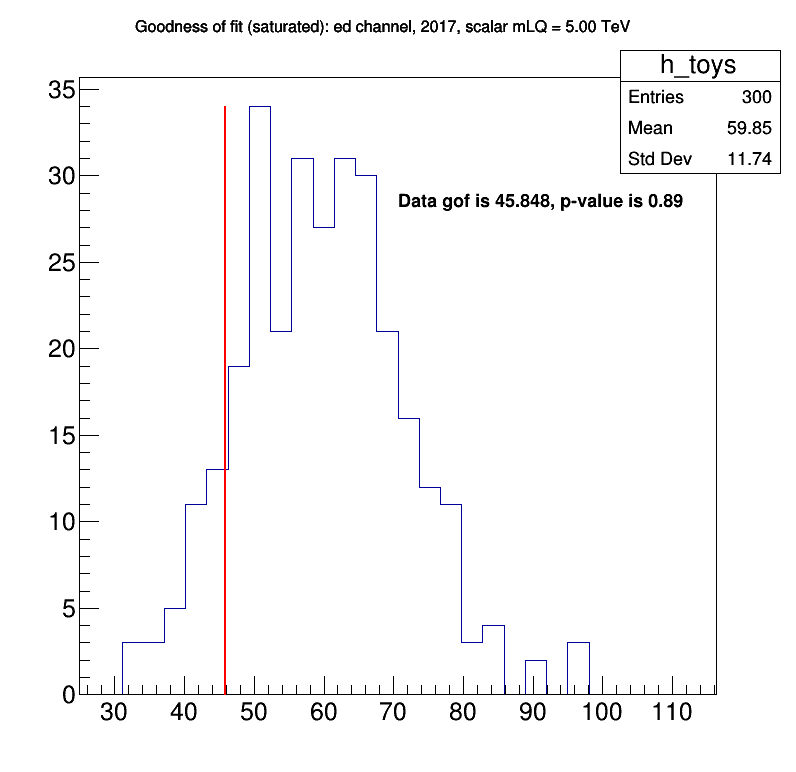 Goodness of fit (saturated): ed channel, 2017, scalar mLQ = 5.00 TeV
h_toys
Entries 300
Mean 59.85
Std Dev 11.74
Data gof is 45.848, p-value is 0.89
35
30
25
20
15
10
5
0
30 40 50 60 70 80 90 100 110